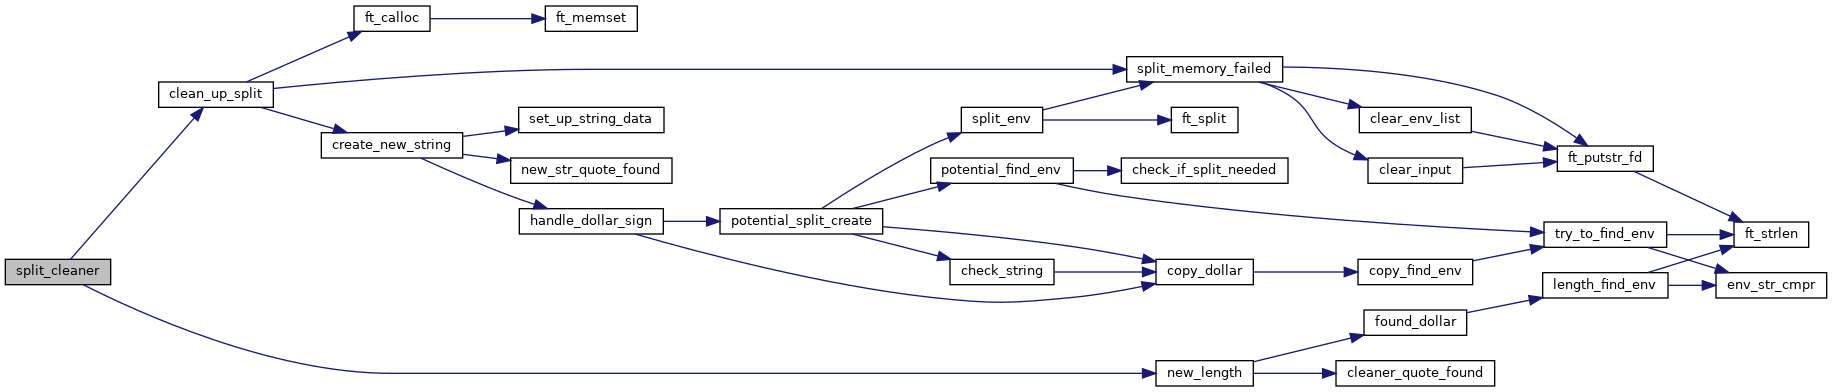 ft_calloc
ft_memset
split_memory_failed
clean_up_split
set_up_string_data
split_env
ft_split
clear_env_list
create_new_string
ft_putstr_fd
new_str_quote_found
potential_find_env
check_if_split_needed
clear_input
handle_dollar_sign
potential_split_create
try_to_find_env
ft_strlen
split_cleaner
check_string
copy_dollar
copy_find_env
length_find_env
env_str_cmpr
found_dollar
new_length
cleaner_quote_found